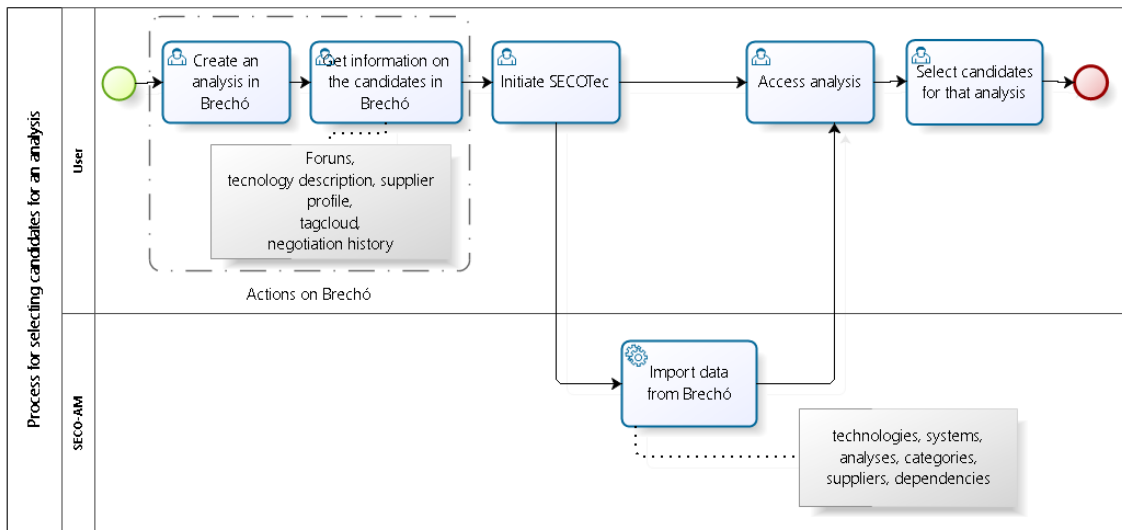 Process for selecting candidates for an analysis
User
Create an
analysis in
Brechó
Get information on
the candidates in
Brechó
Initiate SECOTec
Access analysis
Select candidates
for that analysis
Foruns,
tecnology description, supplier
profile,
tagcloud,
negotiation history
Actions on Brechó
SECO-AM
Import data
from Brechó
technologies, systems,
analyses, categories,
suppliers, dependencies